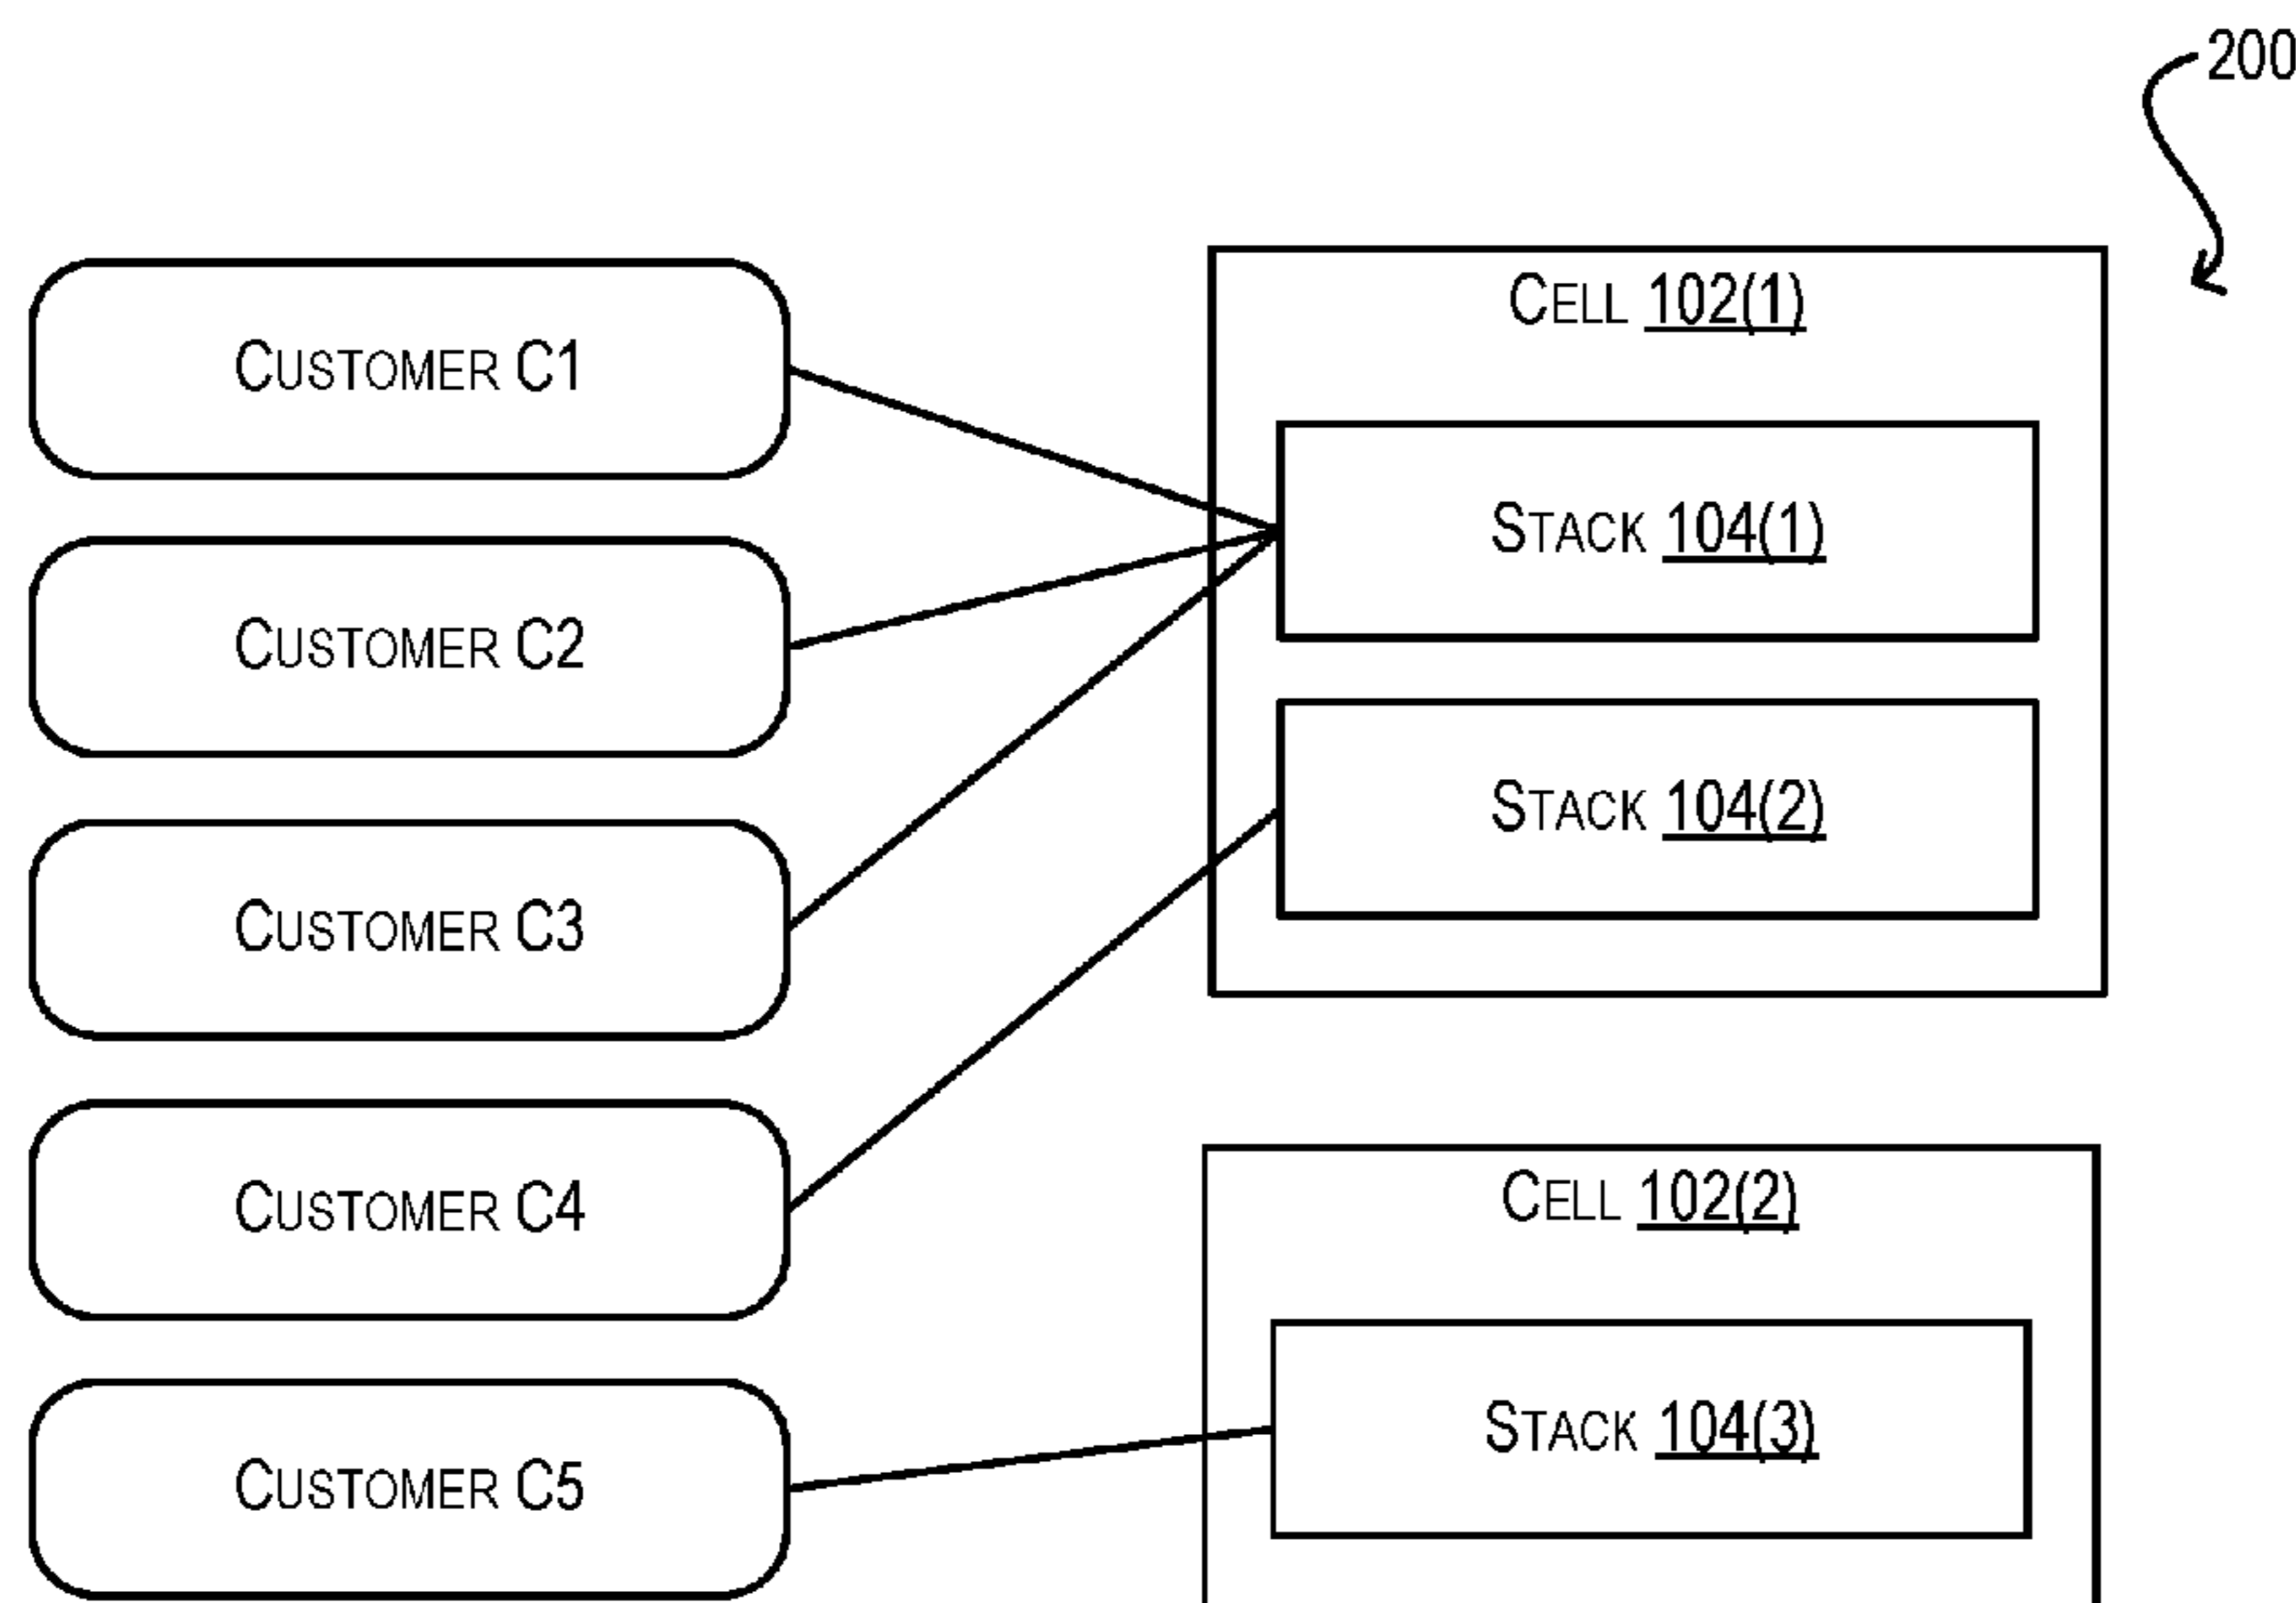 200
CUSTOMER C1
CUSTOMER C2
CUSTOMER C3
CUSTOMER C4
CUSTOMER C5
CELL 102(1)
STACK 104(1)
STACK 104(2)
CELL 102(2)
STACK 104(3)